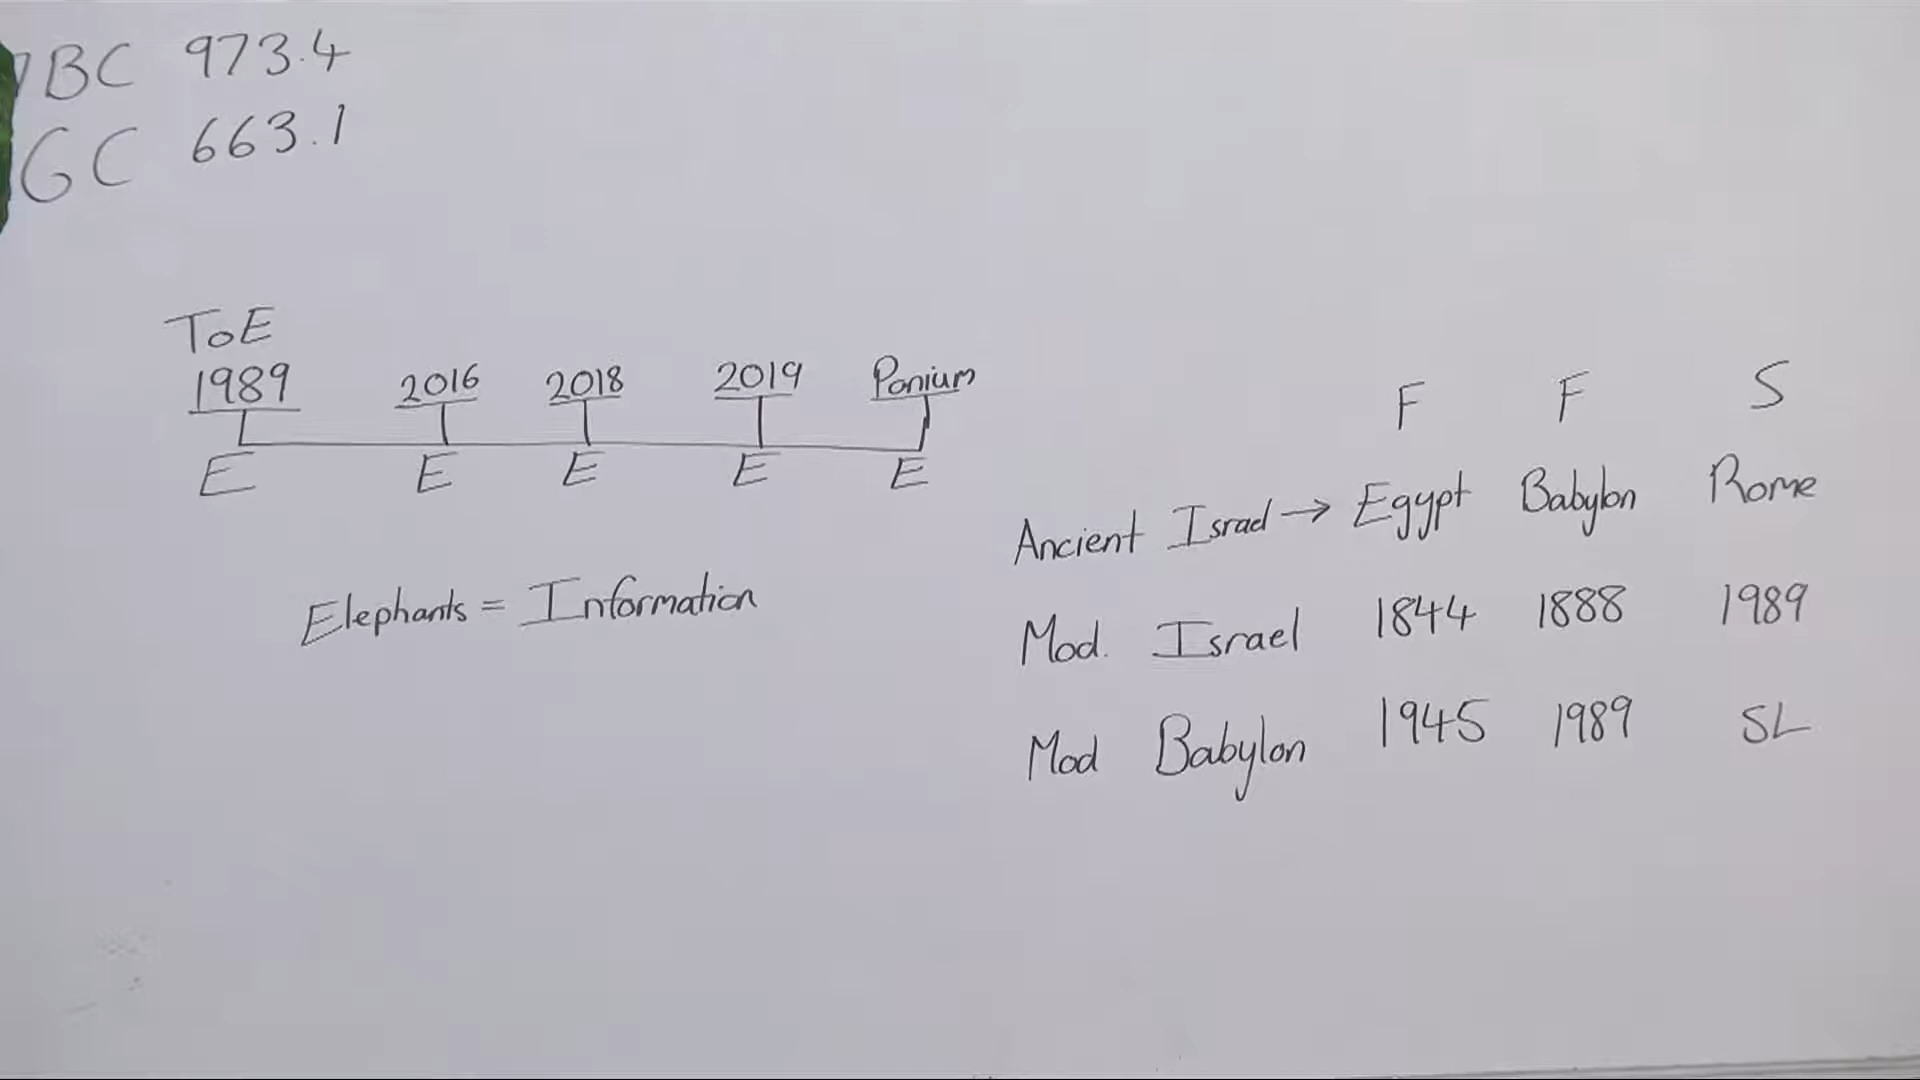 7BC 973.4
GC 663.1
ToE
1989 2016 2018 2019 Panium
E E E E E
Elephants = Information
F F S
Ancient Israel → Egypt Babylon Rome
Mod. Israel 1844 1888 1989
Mod Babylon 1945 1989 SL